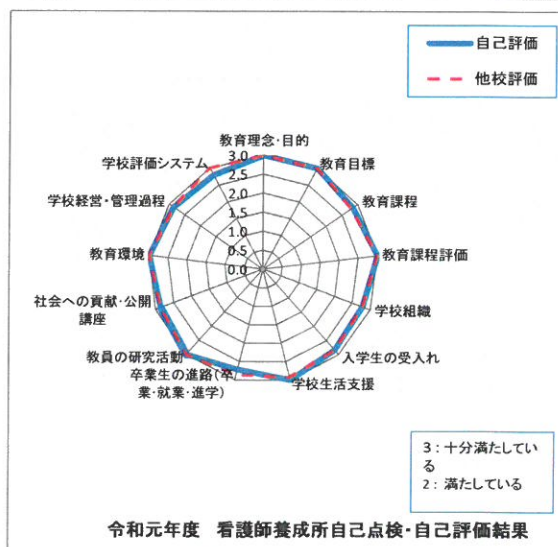 自己評価
他校評価
教育理念・目的
教育目標
教育課程
教育課程評価
学校組織
入学生の受入れ
学校生活支援
卒業生の進路(卒
業・就業・進学)
教員の研究活動
社会への貢献・公開
講座
教育環境
学校経営・管理過程
学校評価システム
3.0
2.5
2.0
1.5
1.0
0.5
0.0
3：十分満たしてい
る
2：満たしている
令和元年度 看護師養成所自己点検・自己評価結果